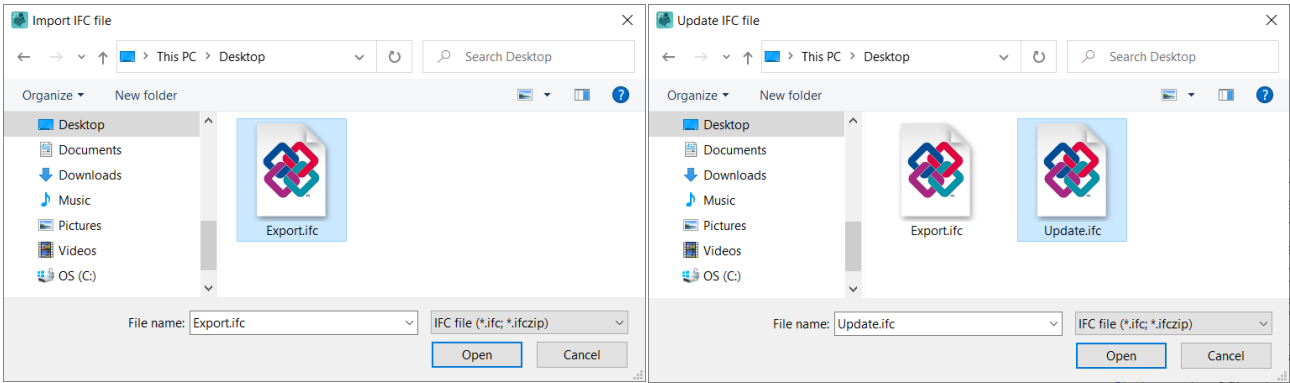 Import IFC file
This PC > Desktop
Search Desktop
Organize
New folder
Desktop
Documents
Downloads
Music
Pictures
Videos
OS (C:)
Export.ifc
File name: Export.ifc
IFC file (*.ifc; *.ifczip)
Open
Cancel
Update IFC file
This PC > Desktop
Search Desktop
Organize
New folder
Desktop
Documents
Downloads
Music
Pictures
Videos
OS (C:)
Export.ifc
Update.ifc
File name: Update.ifc
IFC file (*.ifc; *.ifczip)
Open
Cancel